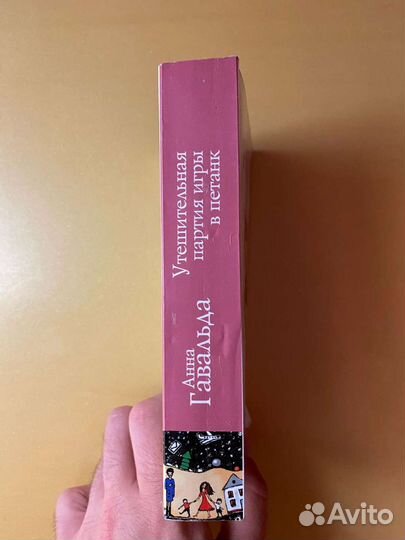 Анна
Гавальда
Утешительная
партия игры
в петанк
Avito